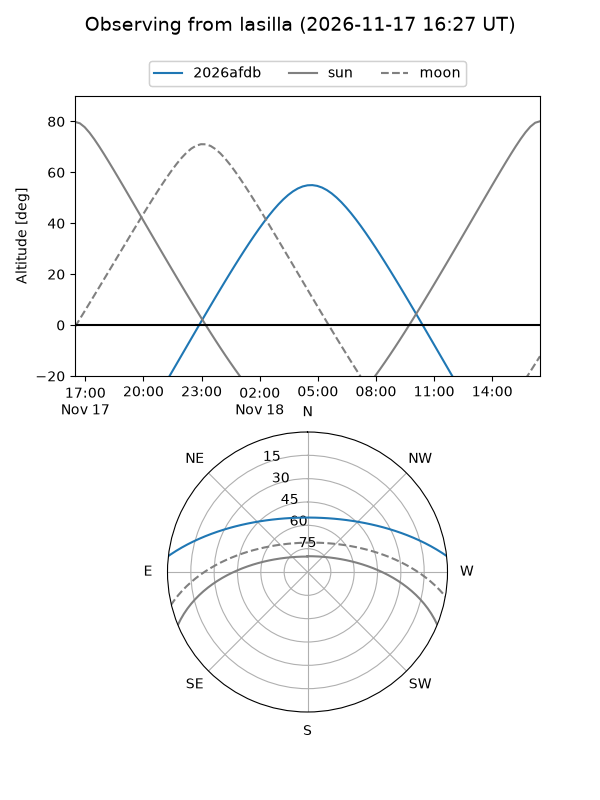 Observing from lasilla (2026-11-17 16:27 UT)
2026afdb sun moon
Altitude [deg]
80
60
40
20
0
−20
17:00 20:00 23:00 02:00 05:00 08:00 11:00 14:00
Nov 17 Nov 18
N
NE NW
15
30
45
60
75
E W
SE SW
S